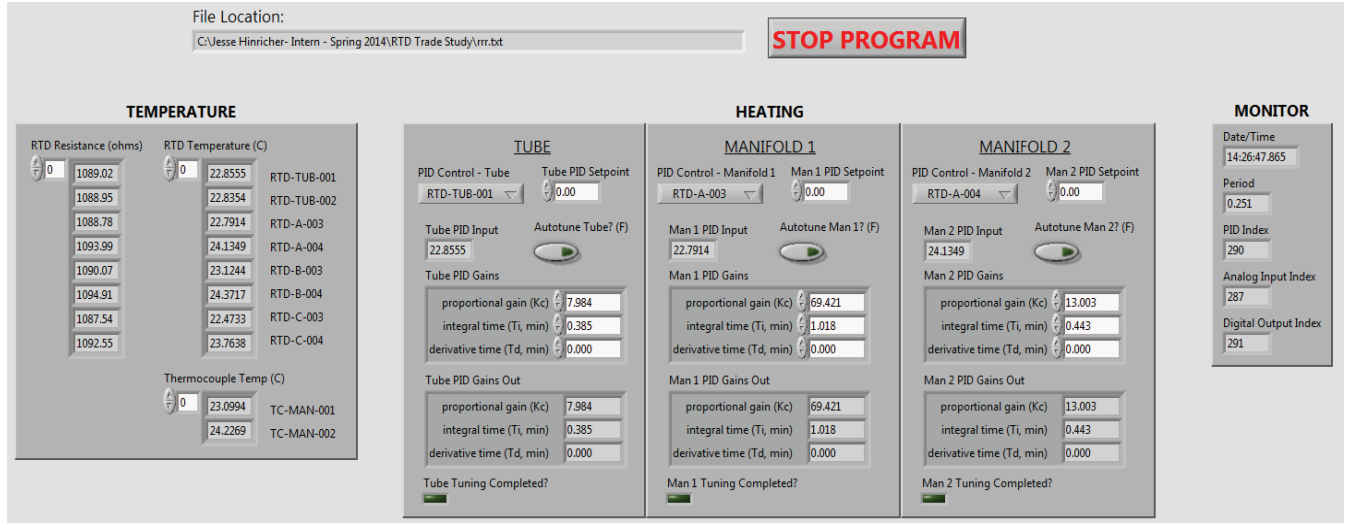 File Location:
C:\Jesse Hinricher- Intern - Spring 2014\RTD Trade Study\rrr.txt
STOP PROGRAM
TEMPERATURE
RTD Resistance (ohms) RTD Temperature (C)
0 1089.02 0 22.8555 RTD-TUB-001
1088.95 22.8354 RTD-TUB-002
1088.78 22.7914 RTD-A-003
1093.99 24.1349 RTD-A-004
1090.07 23.1244 RTD-B-003
1094.91 24.3717 RTD-B-004
1087.54 22.4733 RTD-C-003
1092.55 23.7638 RTD-C-004
Thermocouple Temp (C)
0 23.0994 TC-MAN-001
24.2269 TC-MAN-002
HEATING
TUBE
PID Control - Tube Tube PID Setpoint
RTD-TUB-001 0.00
Tube PID Input Autotune Tube? (F)
22.8555
Tube PID Gains
proportional gain (Kc) 7.984
integral time (Ti, min) 0.385
derivative time (Td, min) 0.000
Tube PID Gains Out
proportional gain (Kc) 7.984
integral time (Ti, min) 0.385
derivative time (Td, min) 0.000
Tube Tuning Completed?
MANIFOLD 1
PID Control - Manifold 1 Man 1 PID Setpoint
RTD-A-003 0.00
Man 1 PID Input Autotune Man 1? (F)
22.7914
Man 1 PID Gains
proportional gain (Kc) 69.421
integral time (Ti, min) 1.018
derivative time (Td, min) 0.000
Man 1 PID Gains Out
proportional gain (Kc) 69.421
integral time (Ti, min) 1.018
derivative time (Td, min) 0.000
Man 1 Tuning Completed?
MANIFOLD 2
PID Control - Manifold 2 Man 2 PID Setpoint
RTD-A-004 0.00
Man 2 PID Input Autotune Man 2? (F)
24.1349
Man 2 PID Gains
proportional gain (Kc) 13.003
integral time (Ti, min) 0.443
derivative time (Td, min) 0.000
Man 2 PID Gains Out
proportional gain (Kc) 13.003
integral time (Ti, min) 0.443
derivative time (Td, min) 0.000
Man 2 Tuning Completed?
MONITOR
Date/Time
14:26:47.865
Period
0.251
PID Index
290
Analog Input Index
287
Digital Output Index
291